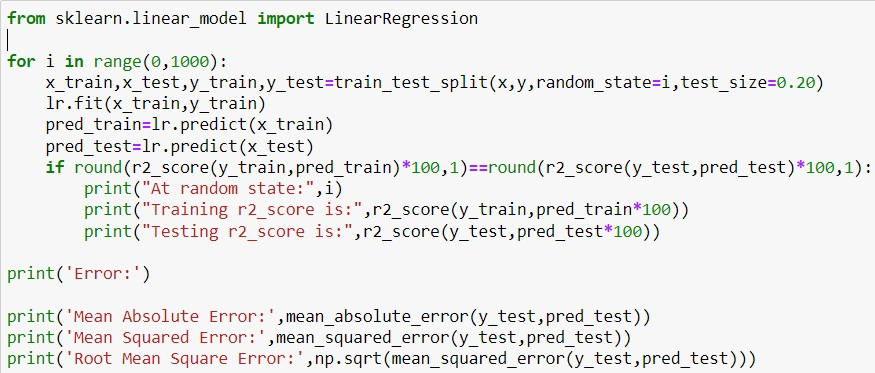 from sklearn.linear_model import LinearRegression
for i in range(0,1000):
x_train,x_test,y_train,y_test=train_test_split(x,y,random_state=i,test_size=0.20)
lr.fit(x_train,y_train)
pred_train=lr.predict(x_train)
pred_test=lr.predict(x_test)
if round(r2_score(y_train,pred_train)*100,1)==round(r2_score(y_test,pred_test)*100,1):
print("At random state:",i)
print("Training r2_score is:",r2_score(y_train,pred_train*100))
print("Testing r2_score is:",r2_score(y_test,pred_test*100))
print('Error:')
print('Mean Absolute Error:',mean_absolute_error(y_test,pred_test))
print('Mean Squared Error:',mean_squared_error(y_test,pred_test))
print('Root Mean Square Error:',np.sqrt(mean_squared_error(y_test,pred_test)))